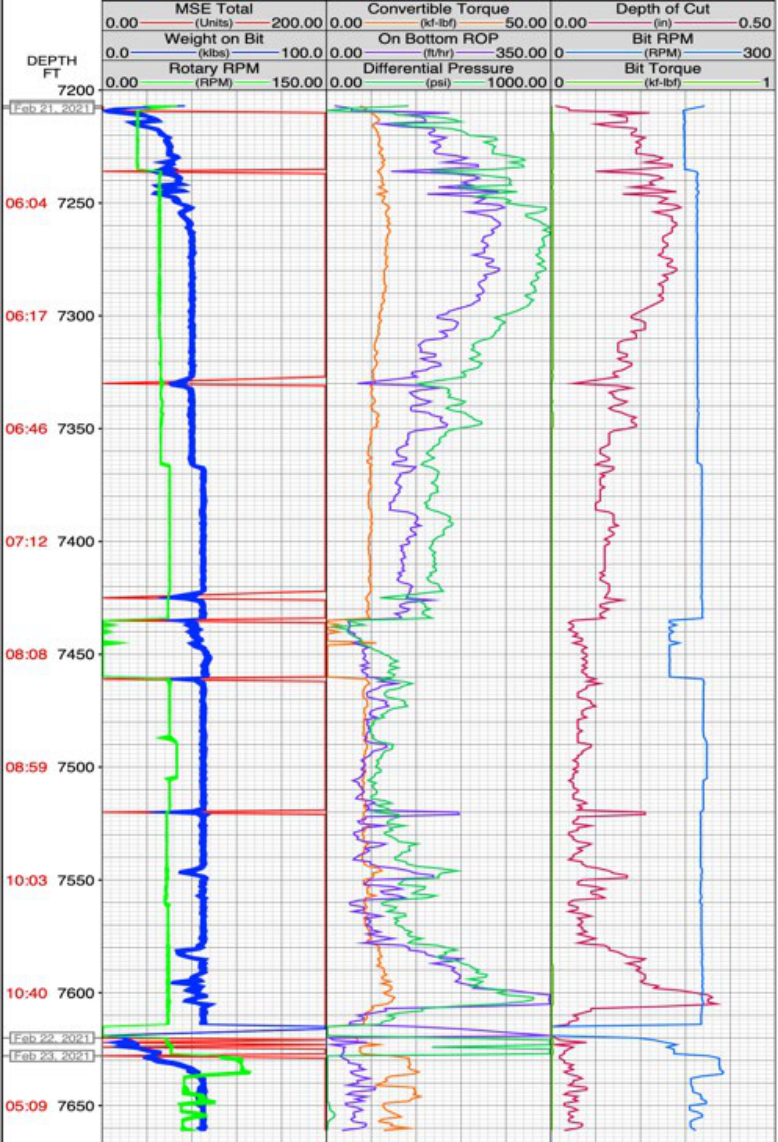 MSE Total Convertible Torque Depth of Cut
0.00 (Units) 200.00 0.00 (kf-lbf) 50.00 0.00 (in) 0.50
Weight on Bit On Bottom ROP Bit RPM
0.0 (klbs) 100.0 0.00 (ft/hr) 350.00 0 (RPM) 300
DEPTH
FT
Rotary RPM Differential Pressure Bit Torque
0.00 (RPM) 150.00 0.00 (psi) 1000.00 0.00 (kf-lbf) 1
7200
Feb 21, 2021
06:04 7250
06:17 7300
06:46 7350
07:12 7400
08:08 7450
08:59 7500
10:03 7550
10:40 7600
Feb 22, 2021
Feb 23, 2021
05:09 7650